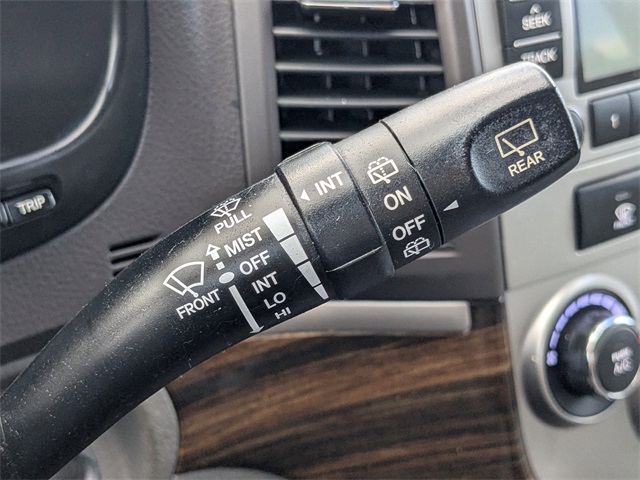 SEEK
TRACK
TRIP
REAR
INT
ON
OFF
PULL
MIST
OFF
INT
LO
HI
FRONT
A/C